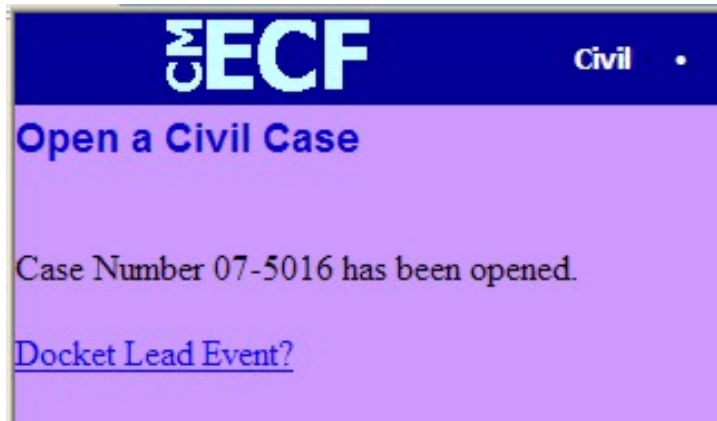 CM ECF Civil •
Open a Civil Case
Case Number 07-5016 has been opened.
Docket Lead Event?